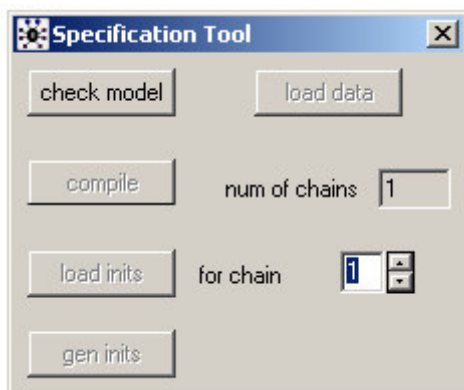 Specification Tool
check model load data
compile num of chains 1
load inits for chain 1
gen inits